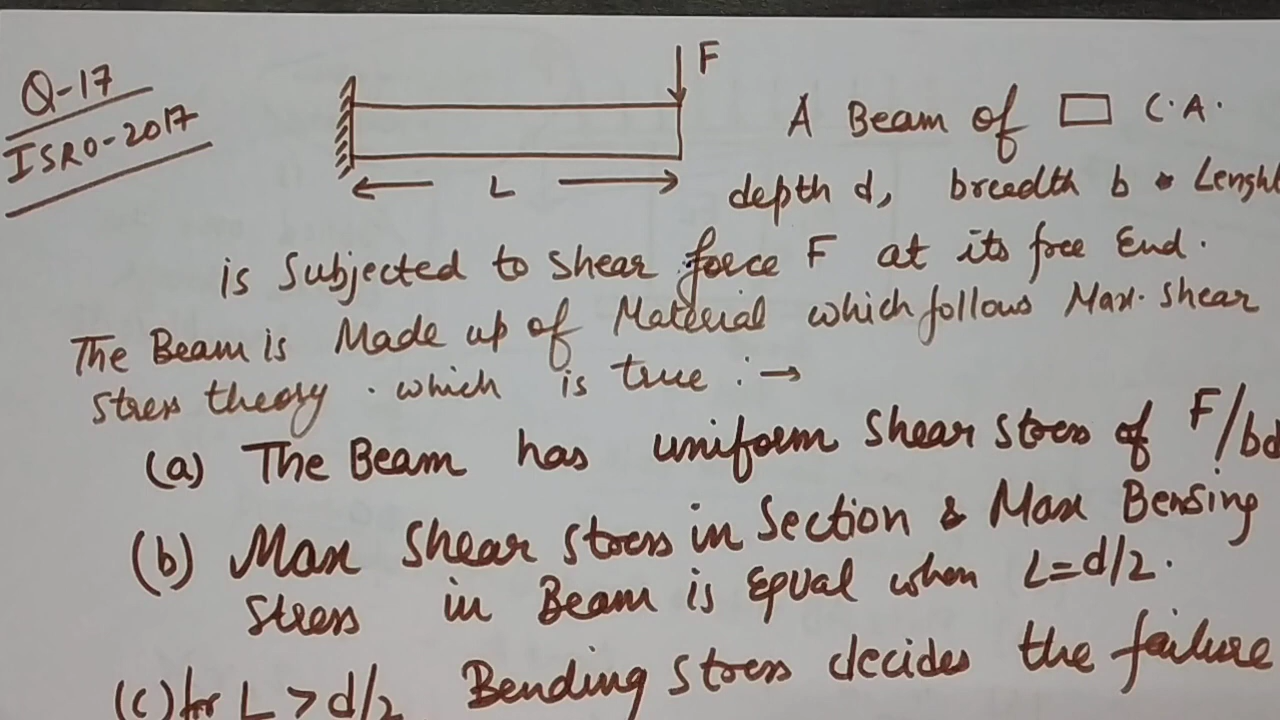 Q-17
ISRO-2017
F
L
A Beam of ▭ C.A.
depth d, breadth b & Lenght
is Subjected to Shear force F at its free End.
The Beam is Made up of Material which follows Max. Shear
Stress theory. which is true :→
(a) The Beam has uniform Shear Stress of F/bd
(b) Max Shear Stress in Section & Max Bensing
Stress in Beam is Equal when L=d/2.
(c) for L > d/2 Bending Stress decides the failure